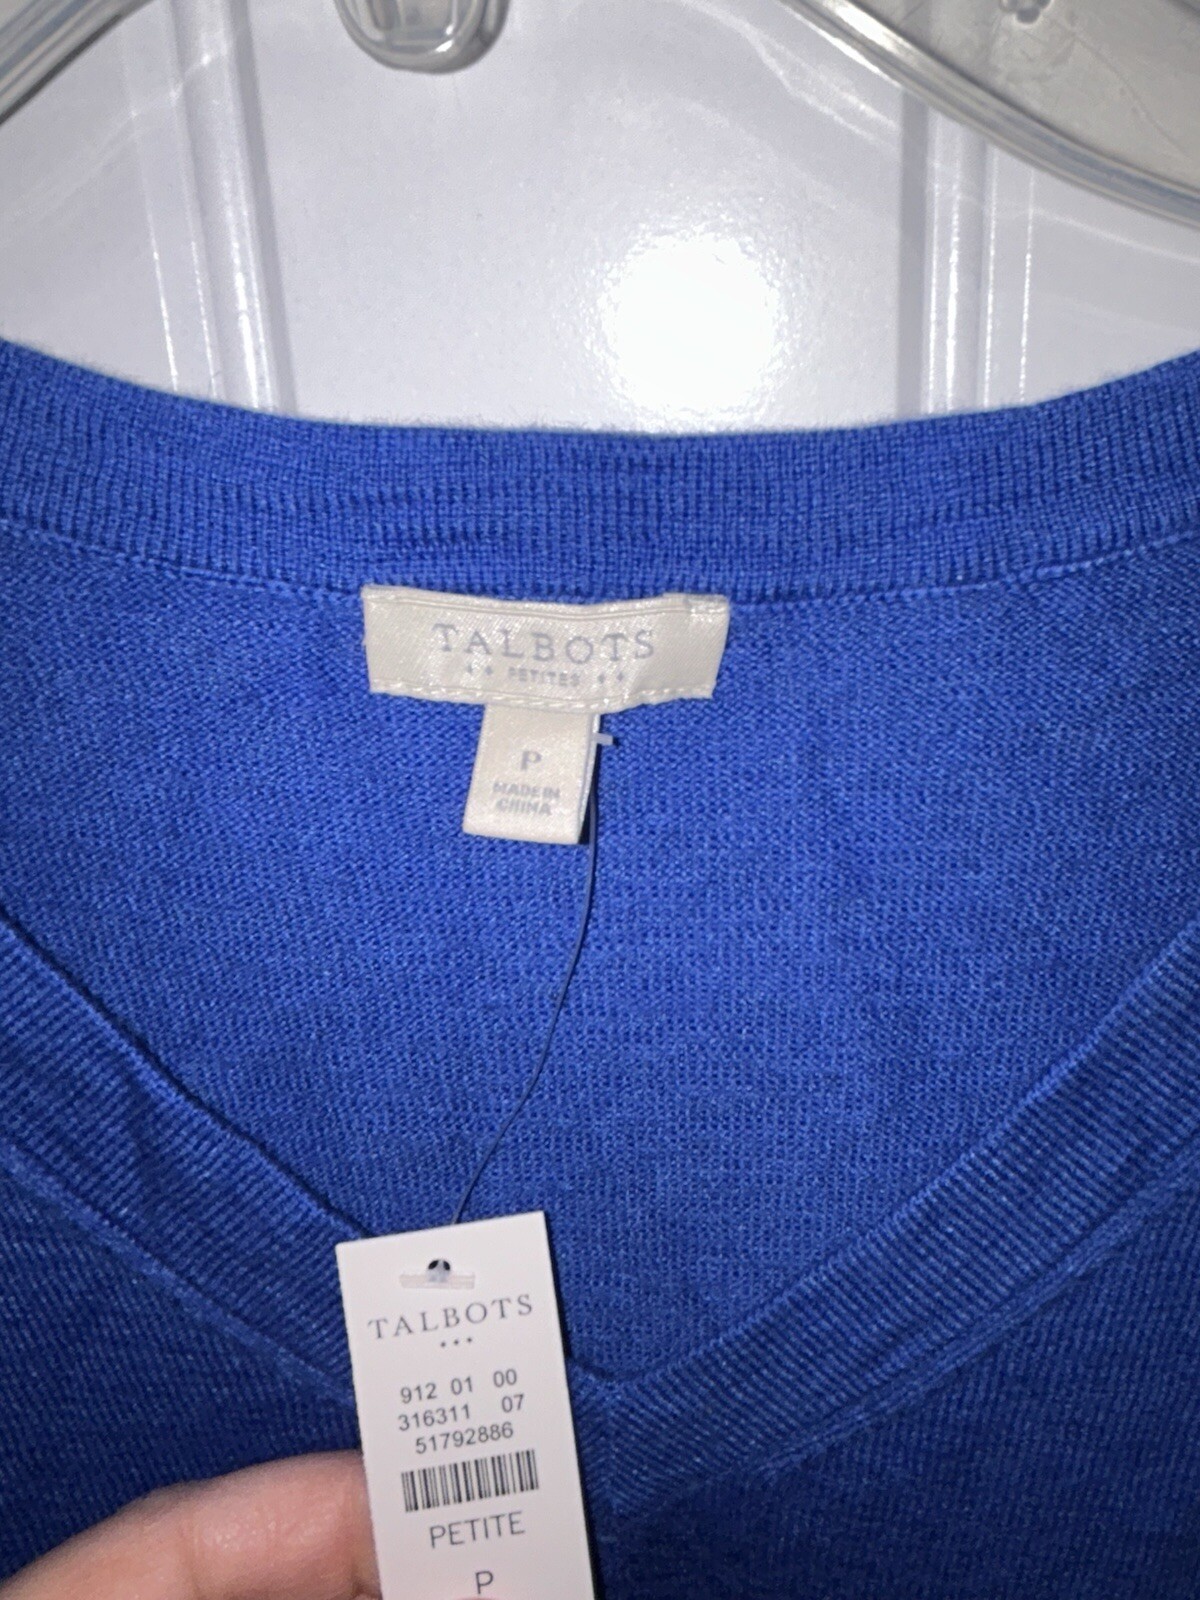 TALBOTS
PETITES
P
MADE IN
CHINA
TALBOTS
912 01 00
316311 07
51792886
PETITE
P